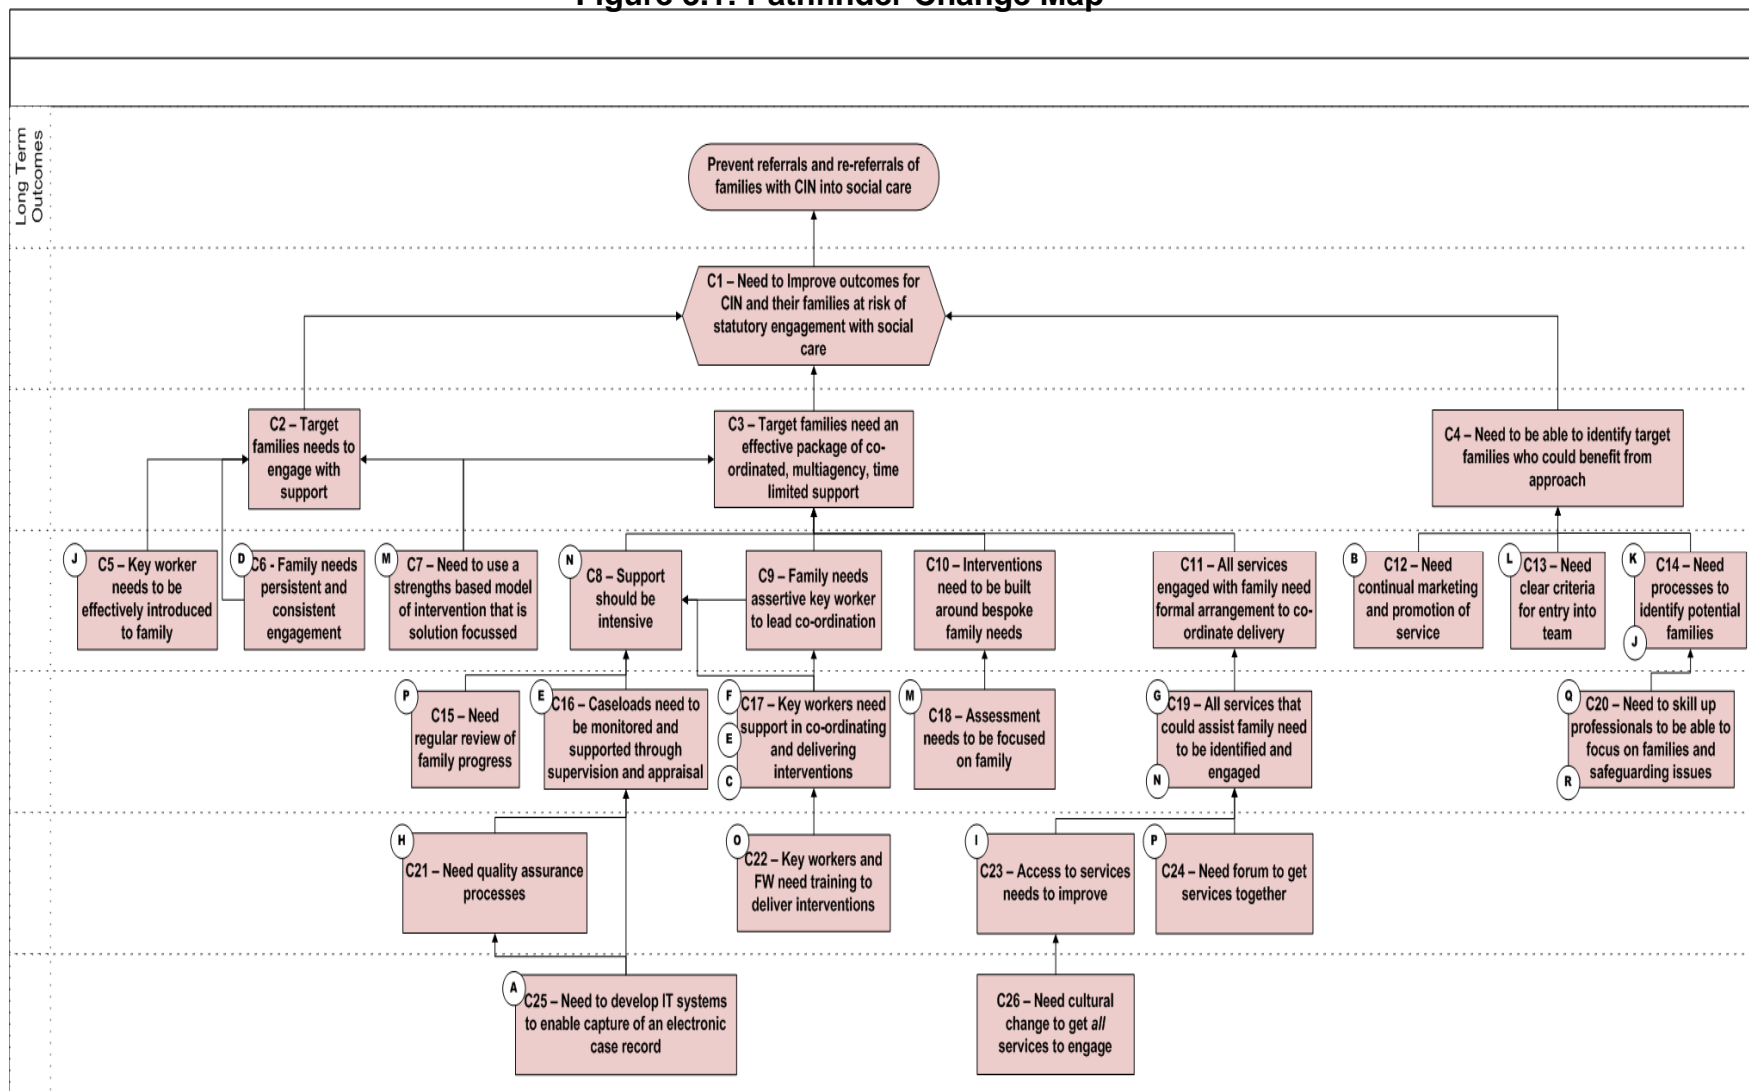 Figure 3.1: Pathfinder Change Map
Long Term
Outcomes
Prevent referrals and re-referrals of
families with CIN into social care
C1 – Need to Improve outcomes for
CIN and their families at risk of
statutory engagement with social
care
C2 – Target
families needs to
engage with
support
C3 – Target families need an
effective package of co-
ordinated, multiagency, time
limited support
C4 – Need to be able to identify target
families who could benefit from
approach
J
C5 – Key worker
needs to be
effectively introduced
to family
D
C6 - Family needs
persistent and
consistent
engagement
M
C7 – Need to use a
strengths based model
of intervention that is
solution focussed
N
C8 – Support
should be
intensive
C9 – Family needs
assertive key worker
to lead co-ordination
C10 – Interventions
need to be built
around bespoke
family needs
C11 – All services
engaged with family need
formal arrangement to co-
ordinate delivery
B
C12 – Need
continual marketing
and promotion of
service
L
C13 – Need
clear criteria
for entry into
team
K
C14 – Need
processes to
identify potential
families
J
P
C15 – Need
regular review of
family progress
E
C16 – Caseloads need to
be monitored and
supported through
supervision and appraisal
F
E
C
C17 – Key workers need
support in co-ordinating
and delivering
interventions
M
C18 – Assessment
needs to be focused
on family
G
C19 – All services that
could assist family need
to be identified and
engaged
N
Q
C20 – Need to skill up
professionals to be able to
focus on families and
safeguarding issues
R
H
C21 – Need quality assurance
processes
O
C22 – Key workers and
FW need training to
deliver interventions
I
C23 – Access to services
needs to improve
P
C24 – Need forum to get
services together
A
C25 – Need to develop IT systems
to enable capture of an electronic
case record
C26 – Need cultural
change to get all
services to engage